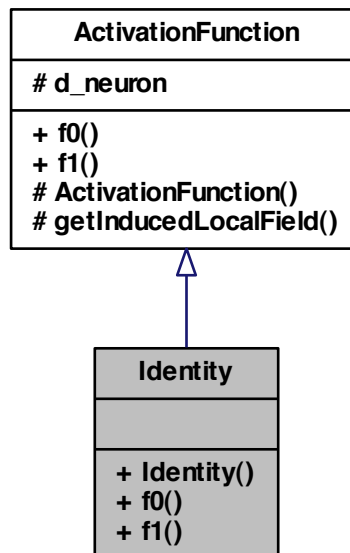 ActivationFunction
# d_neuron
+ f0()
+ f1()
# ActivationFunction()
# getInducedLocalField()
Identity
+ Identity()
+ f0()
+ f1()